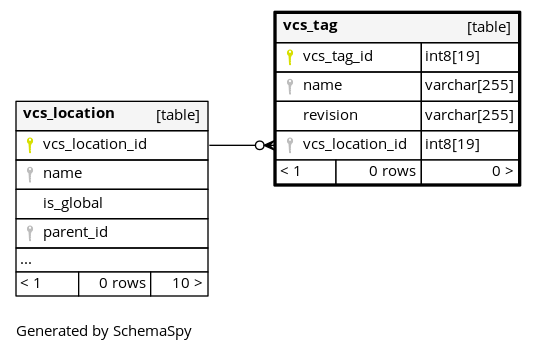 vcs_tag [table]
vcs_tag_id int8[19]
name varchar[255]
revision varchar[255]
vcs_location_id int8[19]
< 1 0 rows 0 >
vcs_location [table]
vcs_location_id
name
is_global
parent_id
...
< 1 0 rows 10 >
Generated by SchemaSpy